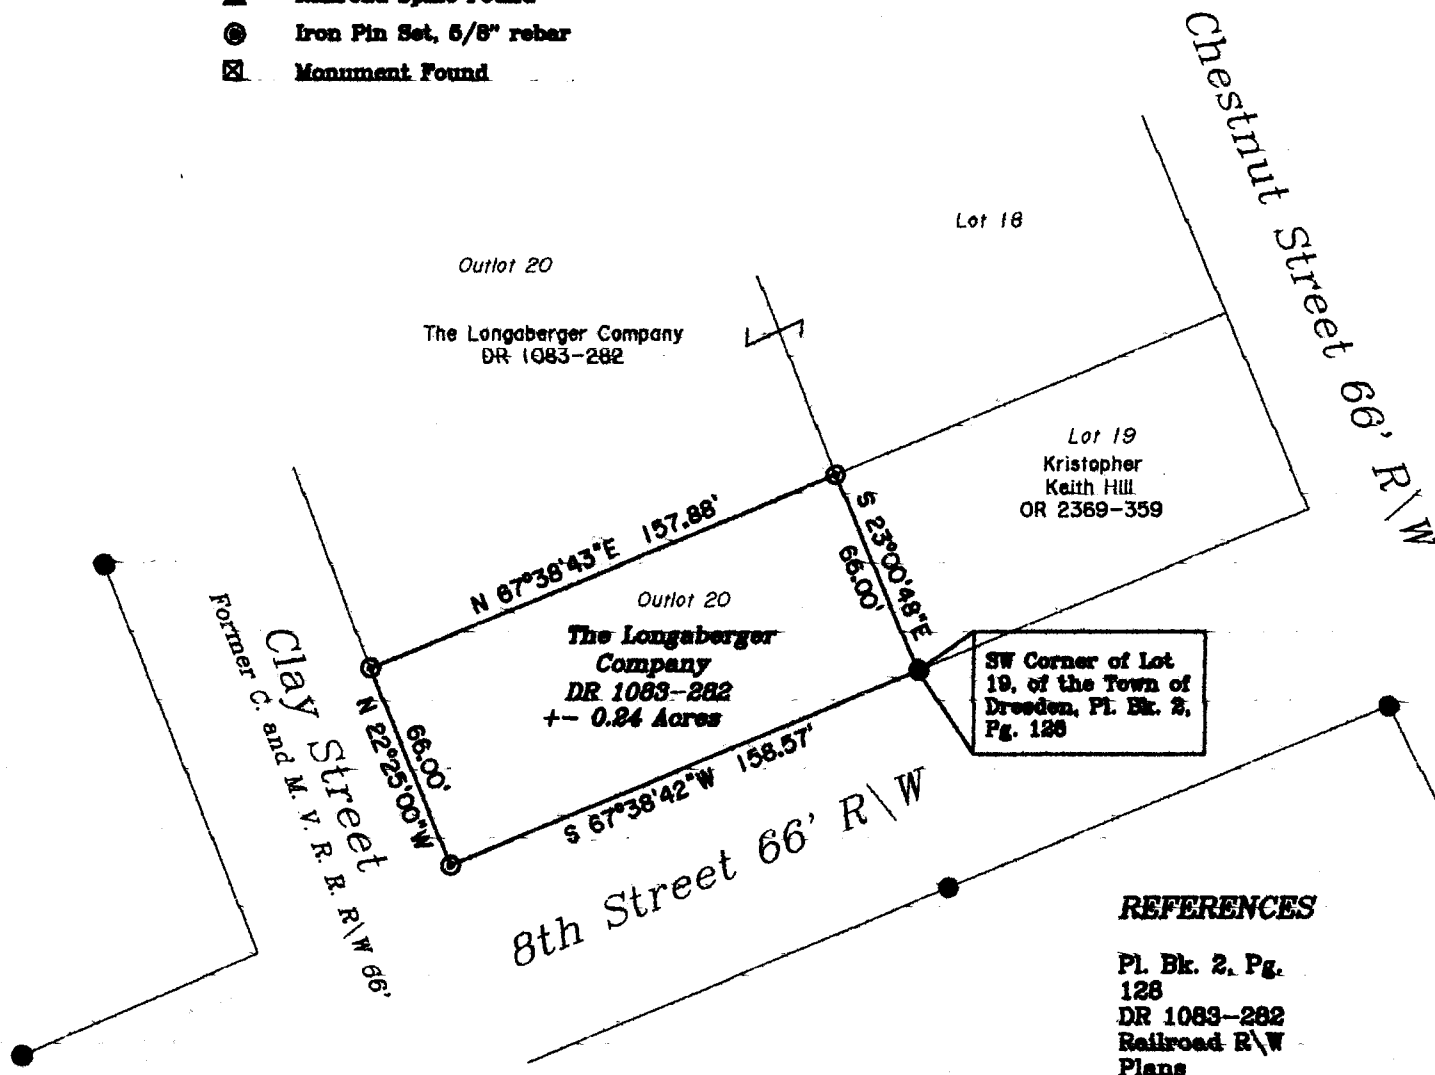 Railroad Spike Found
Iron Pin Set, 5/8" rebar
Monument Found
Chestnut Street 66' R\W
Lot 18
Outlot 20
The Longaberger Company
DR 1083-282
Lot 19
Kristopher
Keith Hill
OR 2369-359
N 67°38'43"E 157.88'
S 23°00'48"E
66.00'
Outlot 20
The Longaberger
Company
DR 1083-282
+- 0.24 Acres
SW Corner of Lot
19, of the Town of
Dresden, Pl. Bk. 2,
Pg. 128
N 22°25'00"W
66.00'
S 67°38'42"W 158.57'
Clay Street
Former C. and M. V. R. R. R\W 66'
8th Street 66' R\W
REFERENCES
Pl. Bk. 2, Pg.
128
DR 1083-282
Railroad R\W
Plans